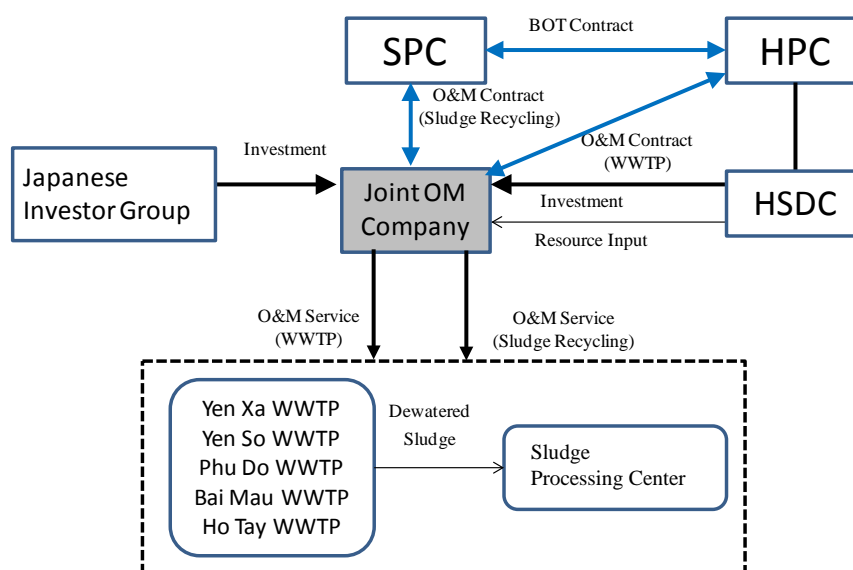 BOT Contract
SPC
HPC
O&M Contract
(Sludge Recycling)
O&M Contract
(WWTP)
Investment
Japanese
Investor Group
Joint OM
Company
Investment
Resource Input
HSDC
O&M Service
(WWTP)
O&M Service
(Sludge Recycling)
Yen Xa WWTP
Yen So WWTP
Phu Do WWTP
Bai Mau WWTP
Ho Tay WWTP
Dewatered
Sludge
Sludge
Processing Center